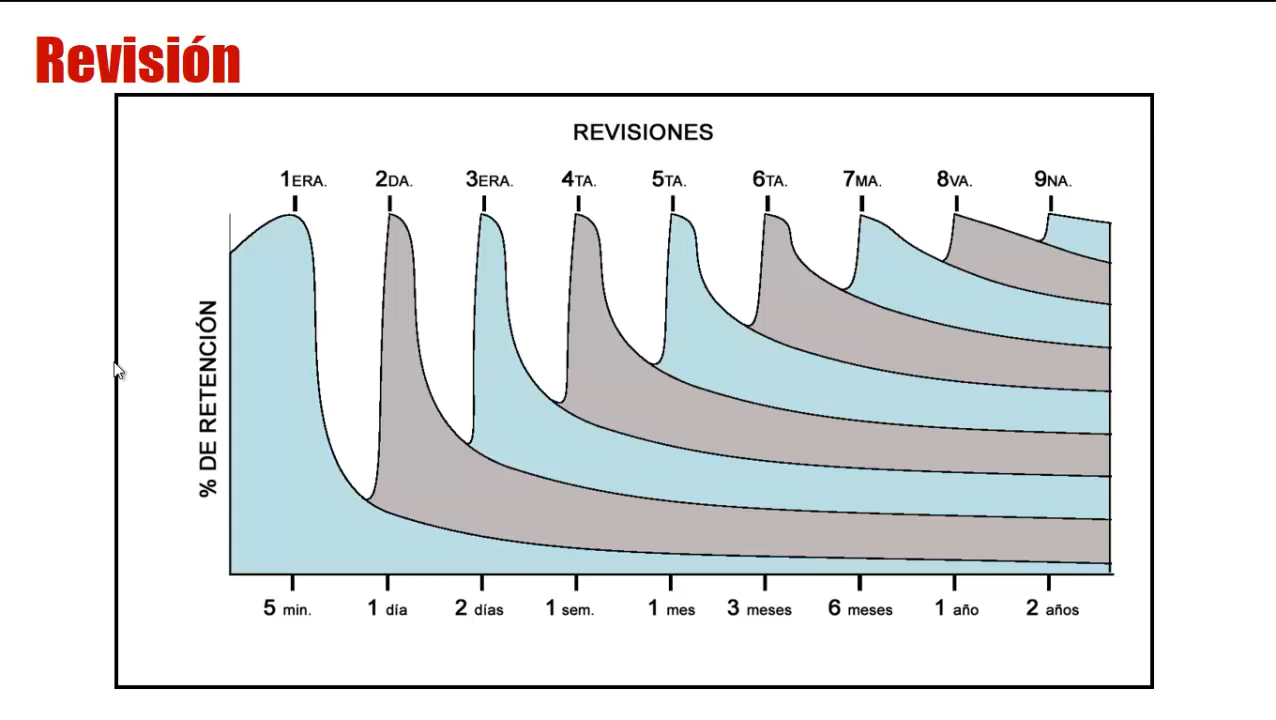 Revisión
REVISIONES
1ERA. 2DA. 3ERA. 4TA. 5TA. 6TA. 7MA. 8VA. 9NA.
% DE RETENCIÓN
5 min. 1 día 2 días 1 sem. 1 mes 3 meses 6 meses 1 año 2 años